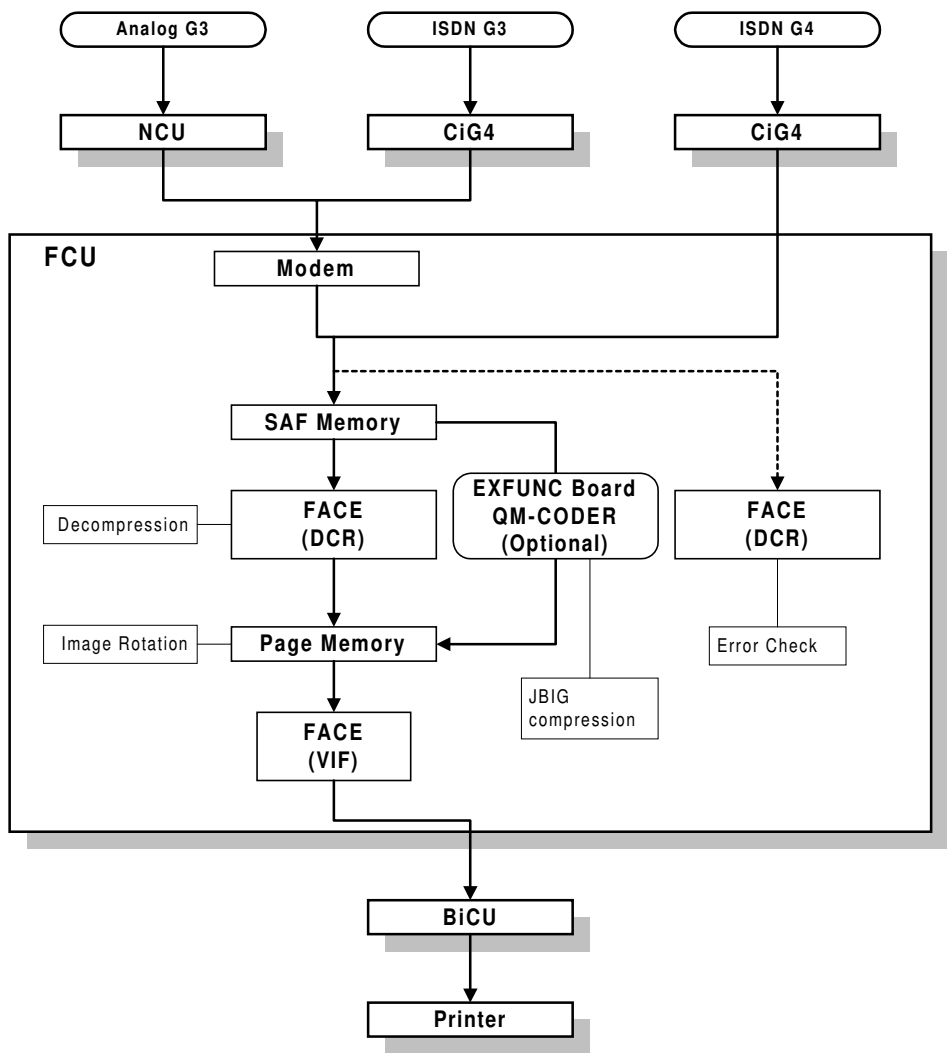 Analog G3
ISDN G3
ISDN G4
NCU
CiG4
CiG4
FCU
Modem
SAF Memory
Decompression
FACE
(DCR)
EXFUNC Board
QM-CODER
(Optional)
FACE
(DCR)
Image Rotation
Page Memory
Error Check
JBIG
compression
FACE
(VIF)
BiCU
Printer